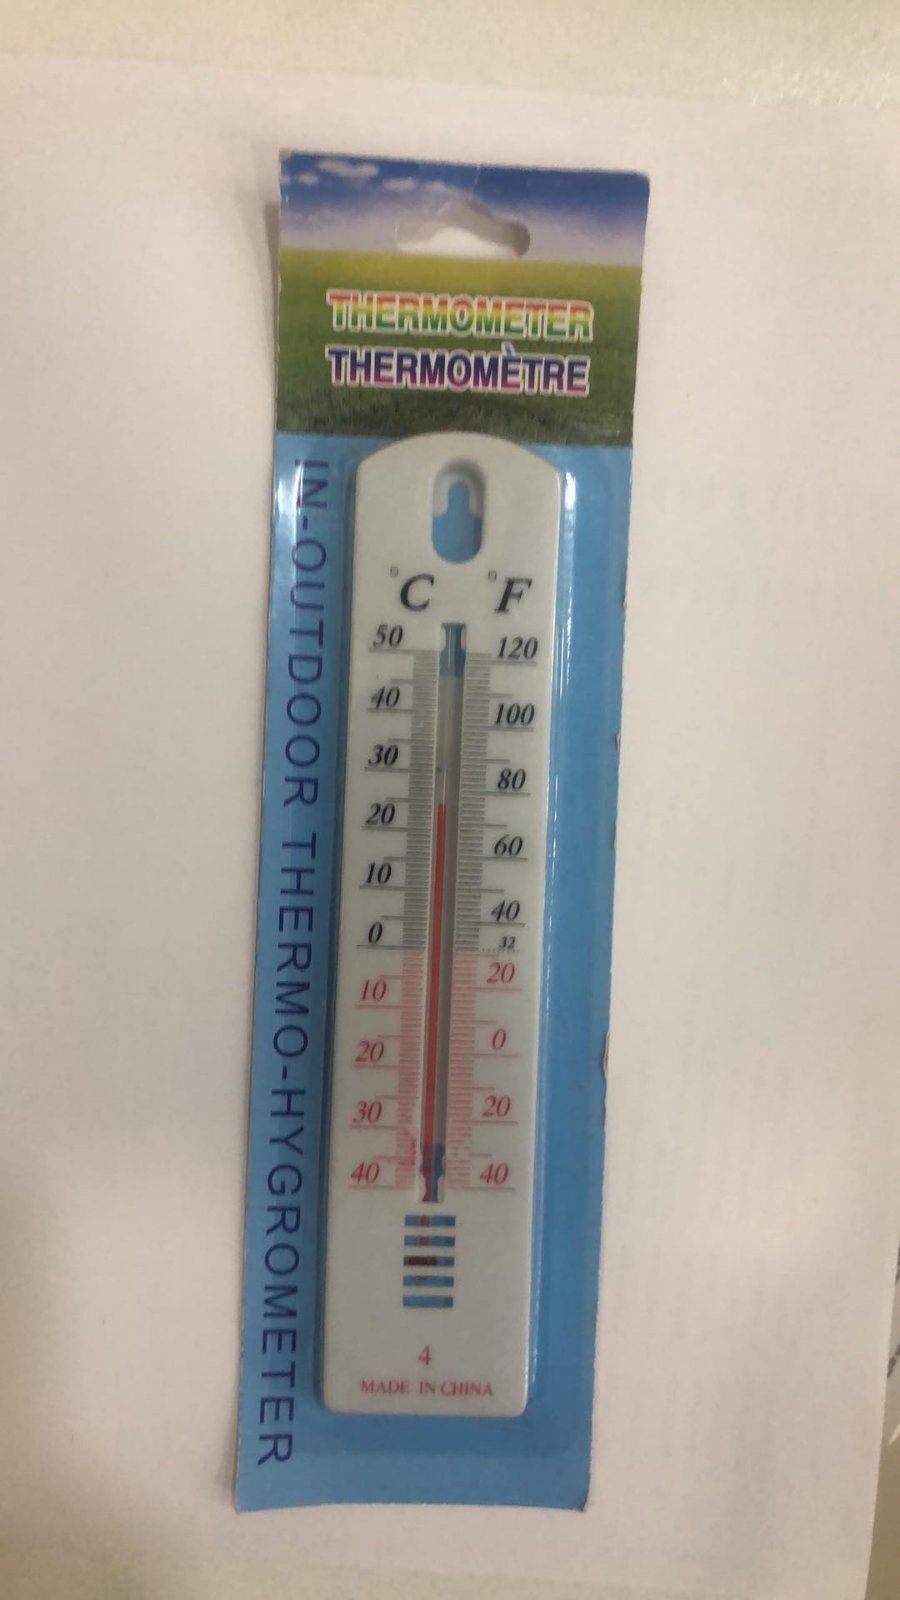 THERMOMETER
THERMOMÈTRE
IN-OUTDOOR THERMO-HYGROMETER
°C °F
50 120
40 100
30 80
20 60
10 40
0 32
10 20
20 0
30 20
40 40
4
MADE IN CHINA